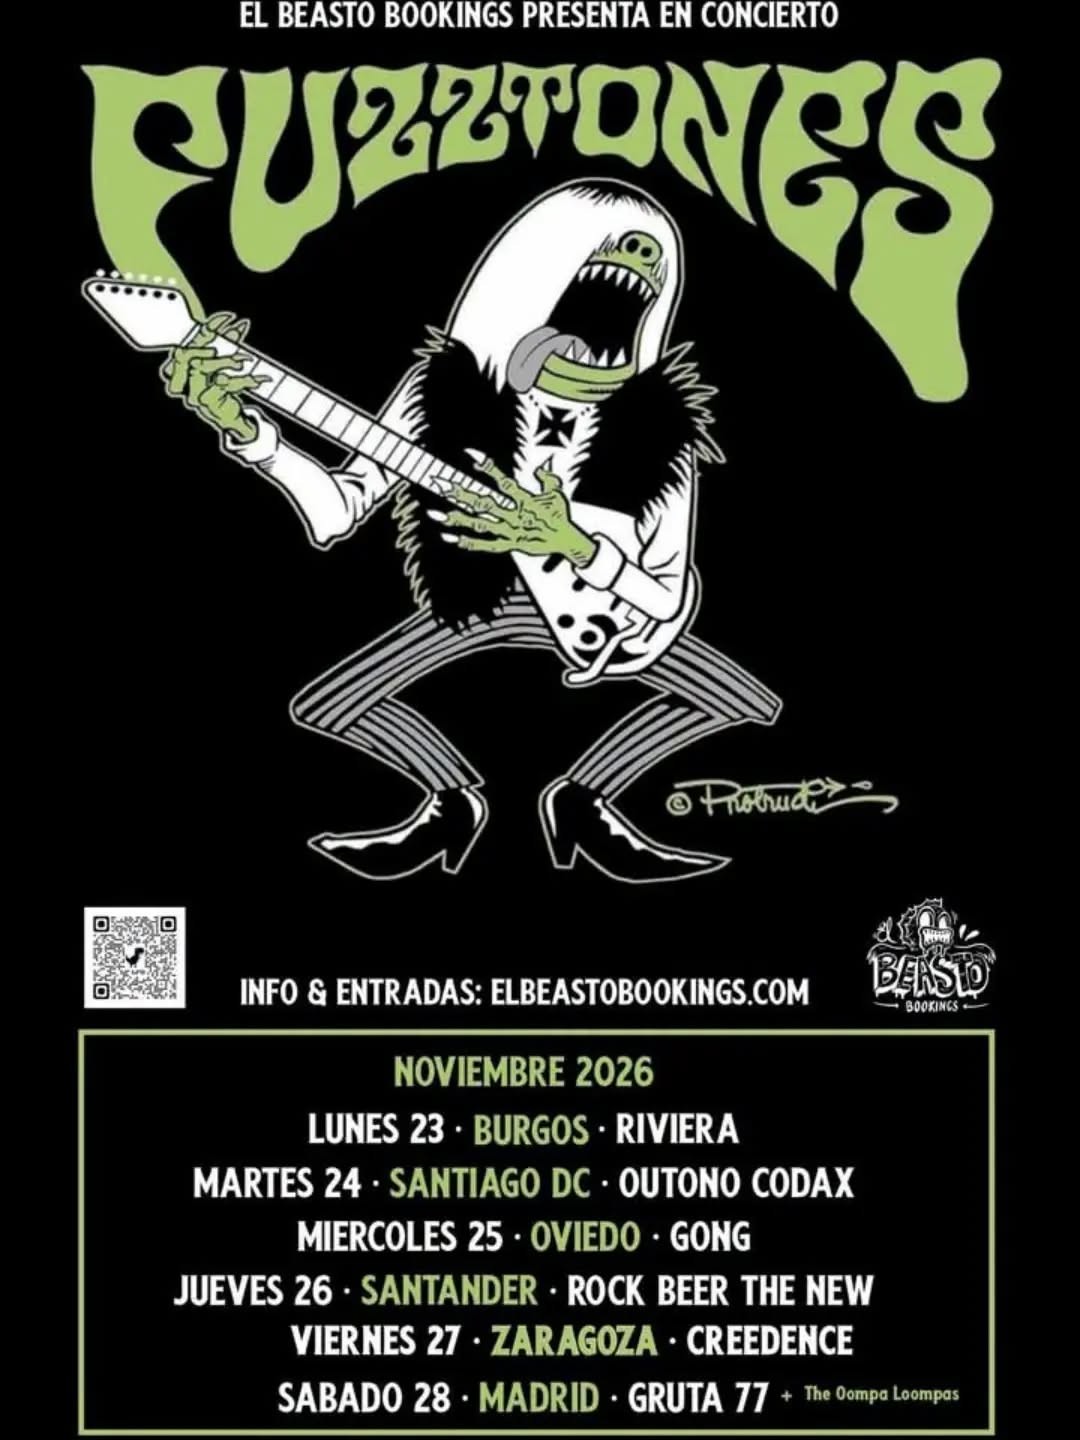 EL BEASTO BOOKINGS PRESENTA EN CONCIERTO
FUZZTONES
© Protrudi
INFO & ENTRADAS: ELBEASTOBOOKINGS.COM
El
BEASTO
BOOKINGS
NOVIEMBRE 2026
LUNES 23 · BURGOS · RIVIERA
MARTES 24 · SANTIAGO DC · OUTONO CODAX
MIERCOLES 25 · OVIEDO · GONG
JUEVES 26 · SANTANDER · ROCK BEER THE NEW
VIERNES 27 · ZARAGOZA · CREEDENCE
SABADO 28 · MADRID · GRUTA 77 + The Oompa Loompas